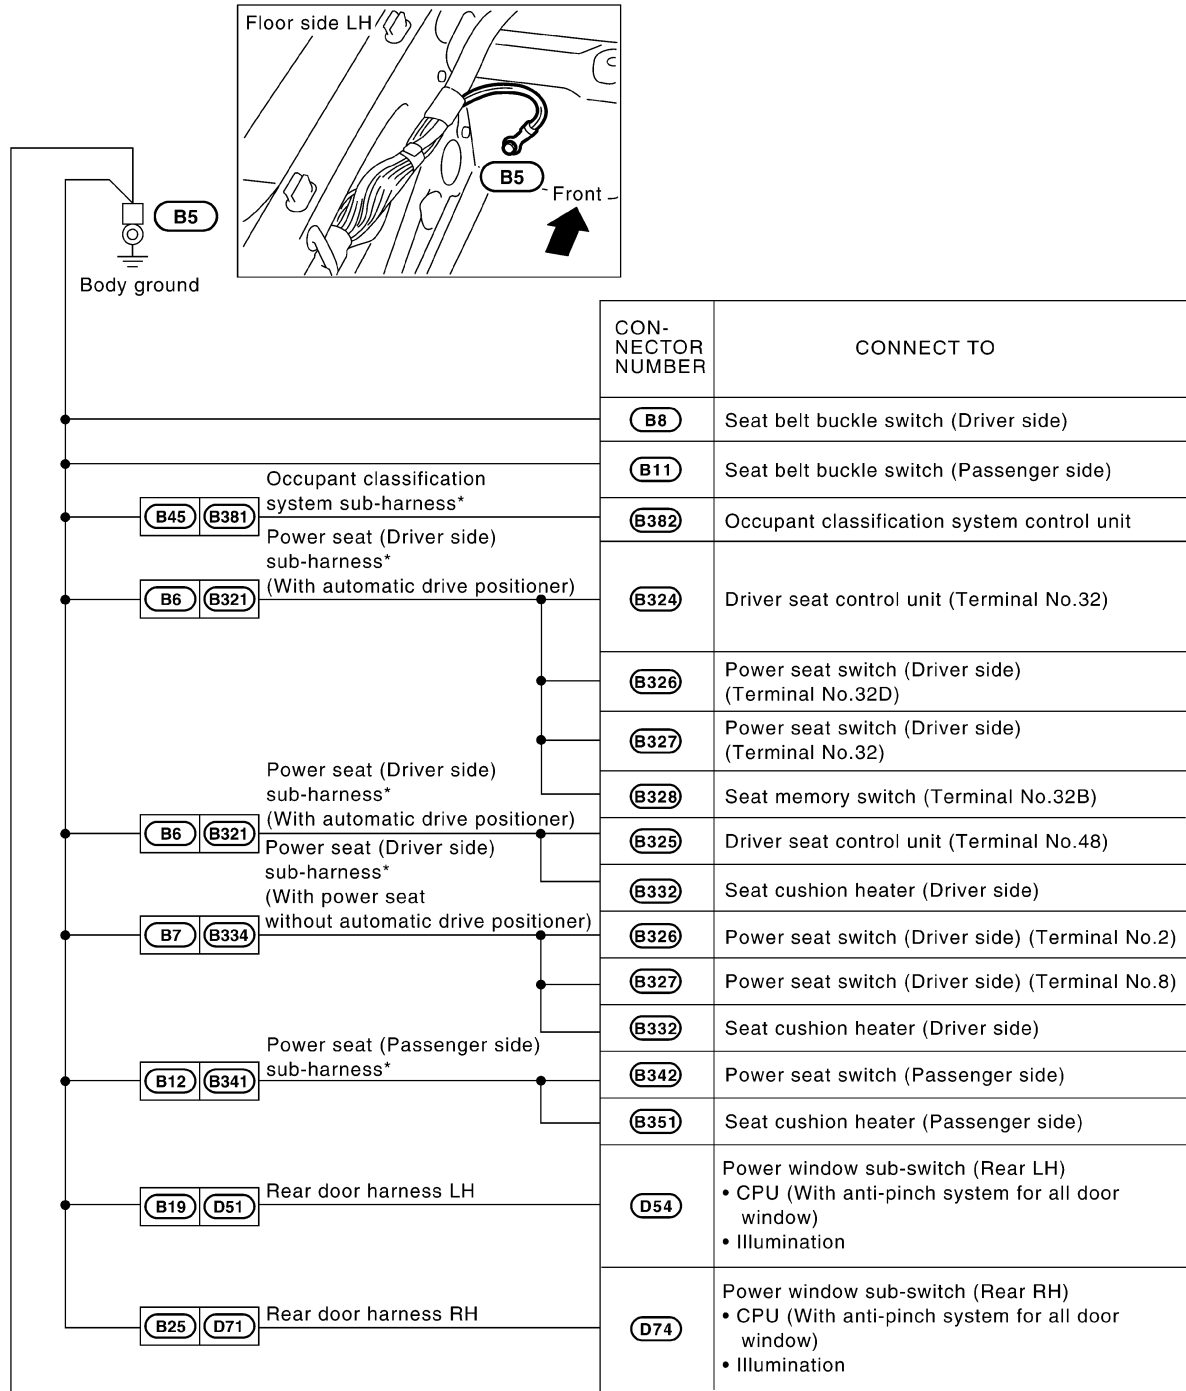 Floor side LH
B5
Front
B5
Body ground
CON-
NECTOR
NUMBER
CONNECT TO
B8
Seat belt buckle switch (Driver side)
B11
Seat belt buckle switch (Passenger side)
Occupant classification
system sub-harness*
B45
B381
B382
Occupant classification system control unit
Power seat (Driver side)
sub-harness*
(With automatic drive positioner)
B6
B321
B324
Driver seat control unit (Terminal No.32)
B326
Power seat switch (Driver side)
(Terminal No.32D)
B327
Power seat switch (Driver side)
(Terminal No.32)
B328
Seat memory switch (Terminal No.32B)
Power seat (Driver side)
sub-harness*
(With automatic drive positioner)
B6
B321
B325
Driver seat control unit (Terminal No.48)
B332
Seat cushion heater (Driver side)
Power seat (Driver side)
sub-harness*
(With power seat
without automatic drive positioner)
B7
B334
B326
Power seat switch (Driver side) (Terminal No.2)
B327
Power seat switch (Driver side) (Terminal No.8)
B332
Seat cushion heater (Driver side)
Power seat (Passenger side)
sub-harness*
B12
B341
B342
Power seat switch (Passenger side)
B351
Seat cushion heater (Passenger side)
Rear door harness LH
B19
D51
D54
Power window sub-switch (Rear LH)
• CPU (With anti-pinch system for all door
window)
• Illumination
Rear door harness RH
B25
D71
D74
Power window sub-switch (Rear RH)
• CPU (With anti-pinch system for all door
window)
• Illumination